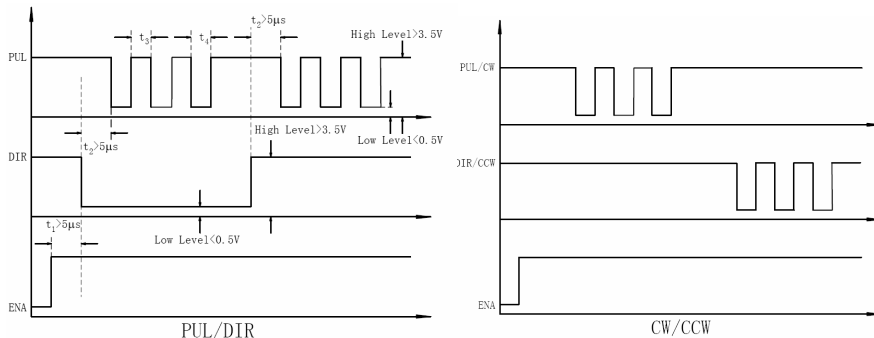 t₂>5μs
t₃
t₄
High Level>3.5V
PUL
Low Level<0.5V
t₂>5μs
High Level>3.5V
DIR
t₁>5μs
Low Level<0.5V
ENA
PUL/DIR
PUL/CW
DIR/CCW
ENA
CW/CCW